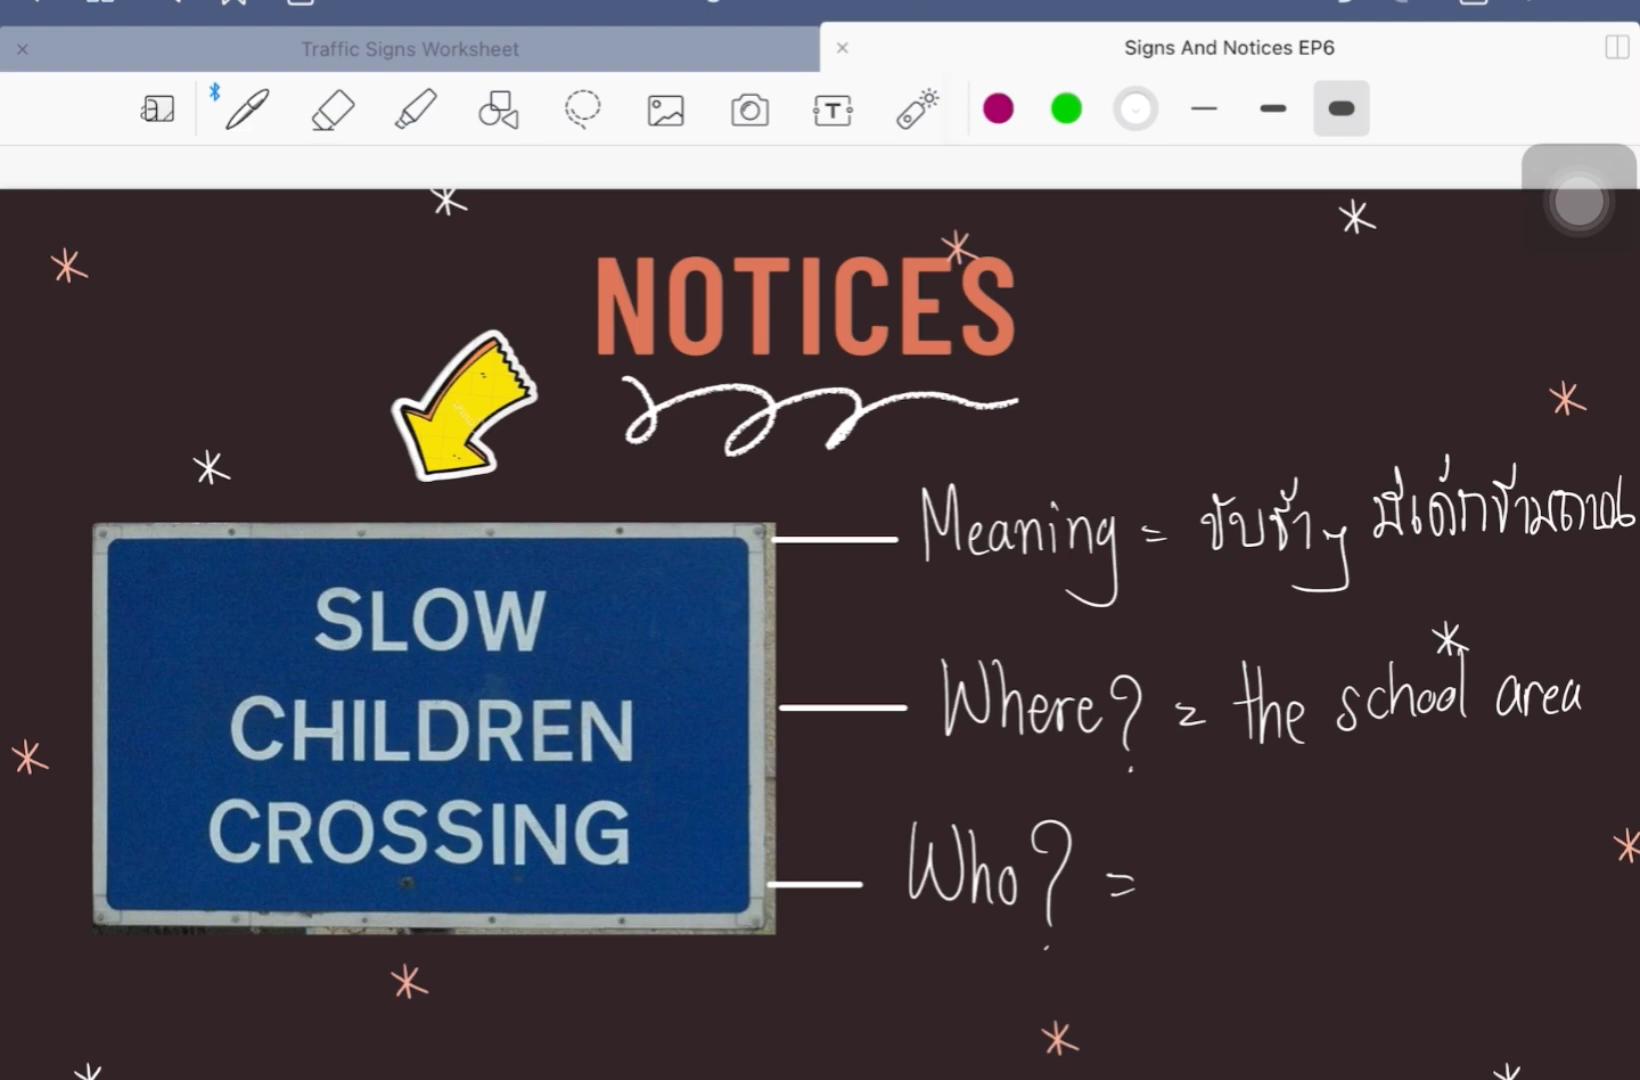 Traffic Signs Worksheet
Signs And Notices EP6
NOTICES
Meaning = ขับช้าๆ มีเด็กข้ามถนน
SLOW
CHILDREN
CROSSING
Where? = the school area
Who? =